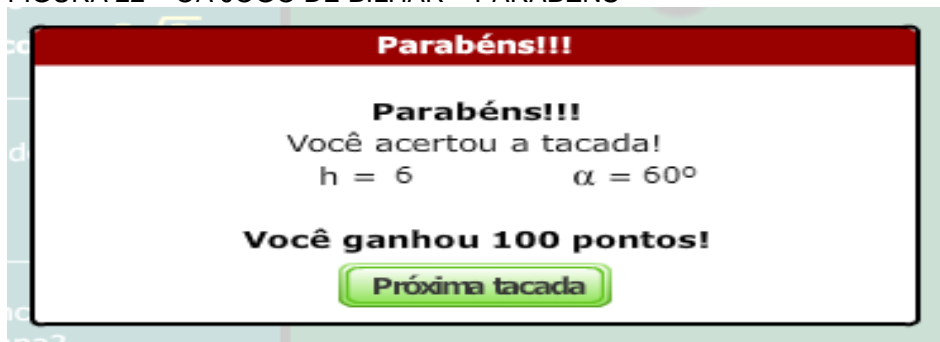 Parabéns!!!
Parabéns!!!
Você acertou a tacada!
h = 6 α = 60º
Você ganhou 100 pontos!
Próxima tacada